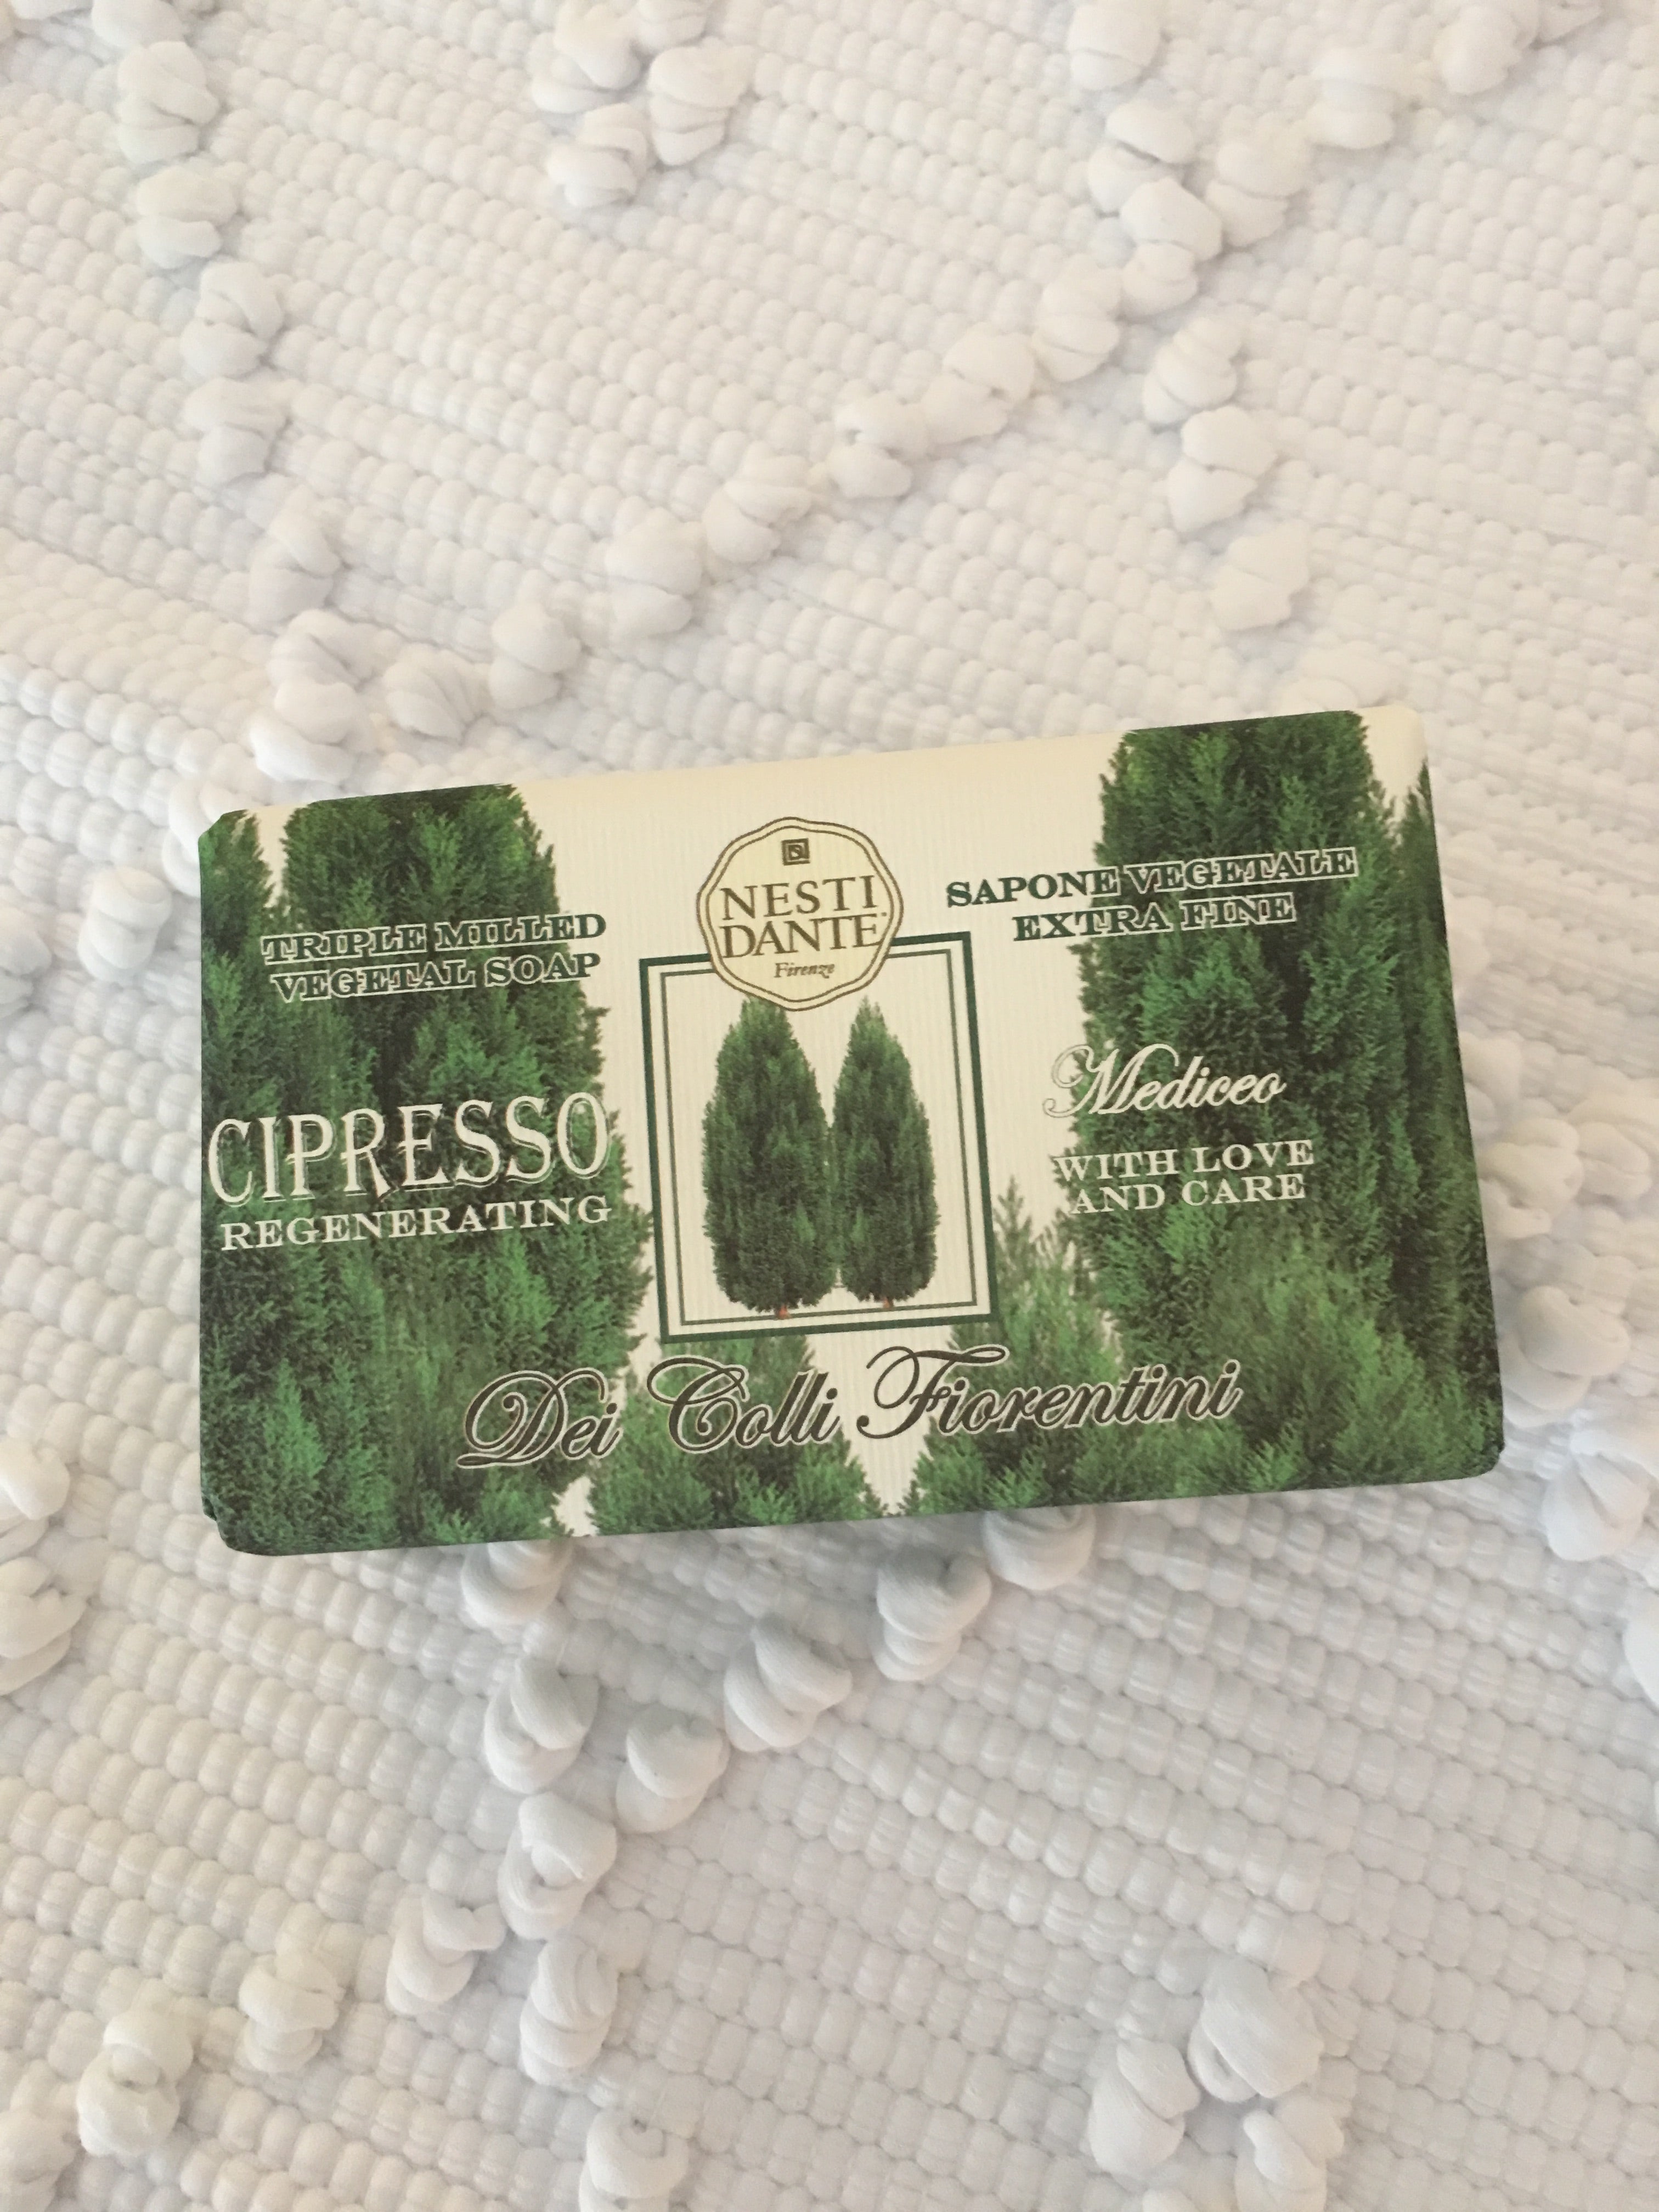 NESTI
DANTE
Firenze
TRIPLE MILLED
VEGETAL SOAP
SAPONE VEGETALE
EXTRA FINE
CIPRESSO
REGENERATING
Mediceo
WITH LOVE
AND CARE
Dei Colli Fiorentini